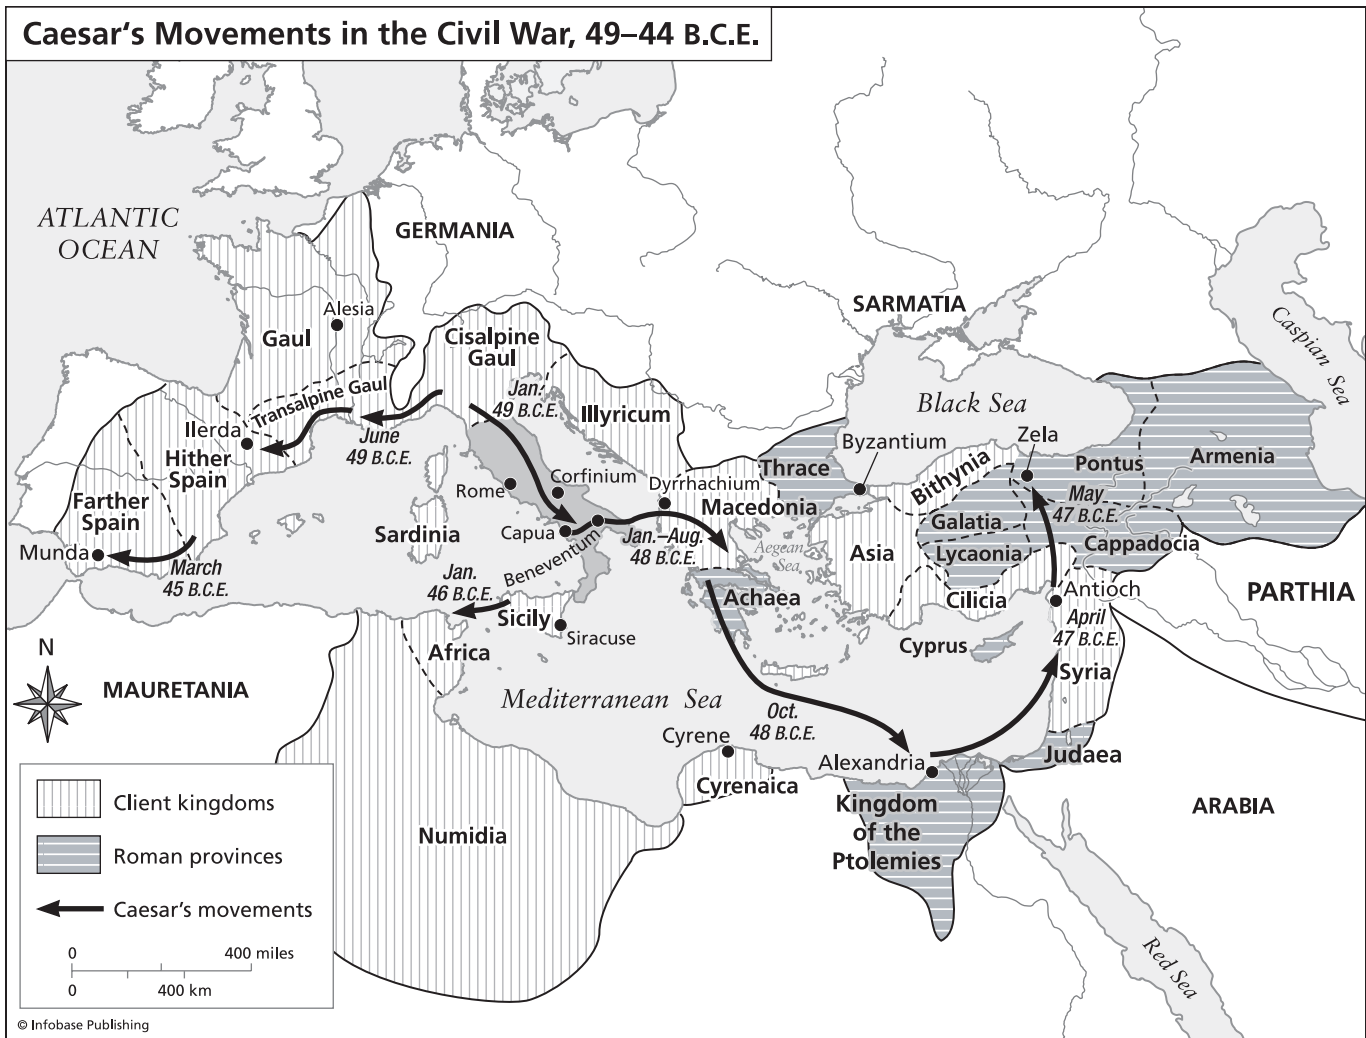 Caesar‘s Movements in the Civil War, 49–44 B.C.E.
ATLANTIC
OCEAN
GERMANIA
SARMATIA
Caspian Sea
Alesia
Gaul
Cisalpine
Gaul
Transalpine Gaul
Jan.
49 B.C.E.
Illyricum
Black Sea
Ilerda
June
49 B.C.E.
Hither
Spain
Farther
Spain
Munda
March
45 B.C.E.
Rome
Corfinium
Capua
Beneventum
Sardinia
Dyrrhachium
Macedonia
Jan.–Aug.
48 B.C.E.
Thrace
Byzantium
Bithynia
Zela
Pontus
May
47 B.C.E.
Armenia
Galatia
Lycaonia
Cappadocia
Asia
Aegean
Sea
Achaea
Cilicia
Antioch
April
47 B.C.E.
PARTHIA
Jan.
46 B.C.E.
Sicily
Siracuse
Africa
Cyprus
Syria
N
MAURETANIA
Mediterranean Sea
Oct.
48 B.C.E.
Cyrene
Cyrenaica
Alexandria
Judaea
Kingdom
of the
Ptolemies
ARABIA
Numidia
Red Sea
Client kingdoms
Roman provinces
Caesar's movements
0 400 miles
0 400 km
© Infobase Publishing